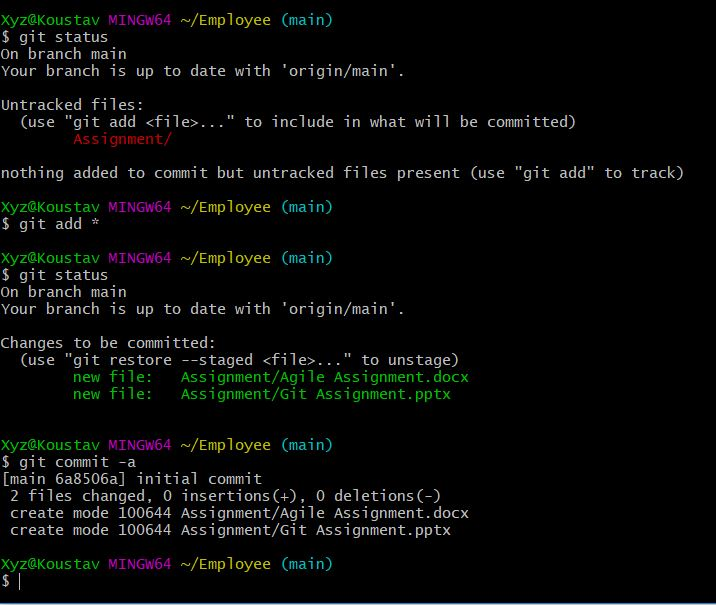 Xyz@Koustav MINGW64 ~/Employee (main)
$ git status
On branch main
Your branch is up to date with 'origin/main'.

Untracked files:
  (use "git add <file>..." to include in what will be committed)
        Assignment/

nothing added to commit but untracked files present (use "git add" to track)

Xyz@Koustav MINGW64 ~/Employee (main)
$ git add *

Xyz@Koustav MINGW64 ~/Employee (main)
$ git status
On branch main
Your branch is up to date with 'origin/main'.

Changes to be committed:
  (use "git restore --staged <file>..." to unstage)
        new file:   Assignment/Agile Assignment.docx
        new file:   Assignment/Git Assignment.pptx


Xyz@Koustav MINGW64 ~/Employee (main)
$ git commit -a
[main 6a8506a] initial commit
 2 files changed, 0 insertions(+), 0 deletions(-)
 create mode 100644 Assignment/Agile Assignment.docx
 create mode 100644 Assignment/Git Assignment.pptx

Xyz@Koustav MINGW64 ~/Employee (main)
$